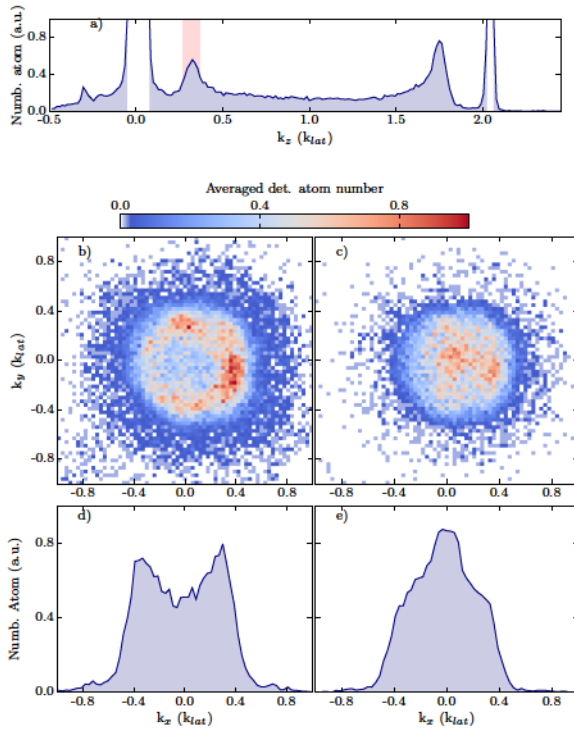 a)
Numb. atom (a.u.)
0.8
0.4
0.0
-0.5 0.0 0.5 1.0 1.5 2.0
k_z (k_lat)
Averaged det. atom number
0.0 0.4 0.8
b) c)
k_y (k_lat)
0.8
0.4
0.0
-0.4
-0.8
-0.8 -0.4 0.0 0.4 0.8 -0.8 -0.4 0.0 0.4 0.8
d) e)
Numb. Atom (a.u.)
0.8
0.4
0.0
-0.8 -0.4 0.0 0.4 0.8 -0.8 -0.4 0.0 0.4 0.8
k_x (k_lat) k_x (k_lat)